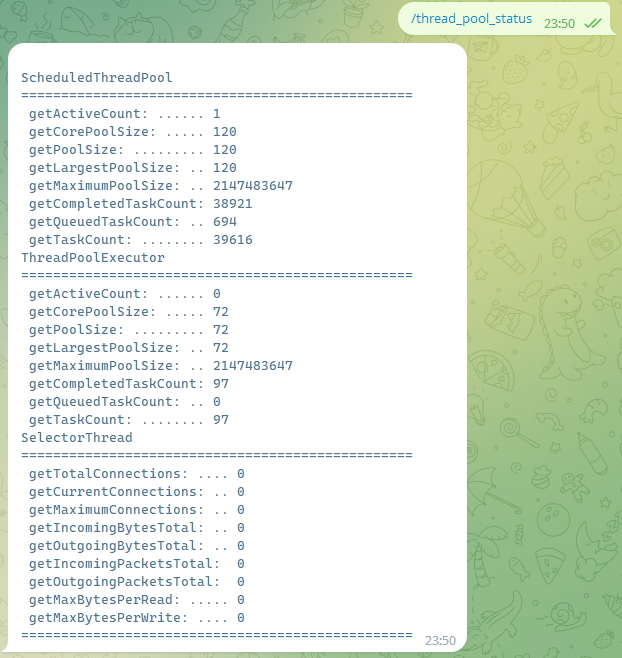 /thread_pool_status 23:50
ScheduledThreadPool
=================================================
getActiveCount: ...... 1
getCorePoolSize: ..... 120
getPoolSize: ......... 120
getLargestPoolSize: .. 120
getMaximumPoolSize: .. 2147483647
getCompletedTaskCount: 38921
getQueuedTaskCount: .. 694
getTaskCount: ........ 39616
ThreadPoolExecutor
=================================================
getActiveCount: ...... 0
getCorePoolSize: ..... 72
getPoolSize: ......... 72
getLargestPoolSize: .. 72
getMaximumPoolSize: .. 2147483647
getCompletedTaskCount: 97
getQueuedTaskCount: .. 0
getTaskCount: ........ 97
SelectorThread
=================================================
getTotalConnections: .... 0
getCurrentConnections: .. 0
getMaximumConnections: .. 0
getIncomingBytesTotal: .. 0
getOutgoingBytesTotal: .. 0
getIncomingPacketsTotal:  0
getOutgoingPacketsTotal:  0
getMaxBytesPerRead: ..... 0
getMaxBytesPerWrite: .... 0
=================================================
23:50